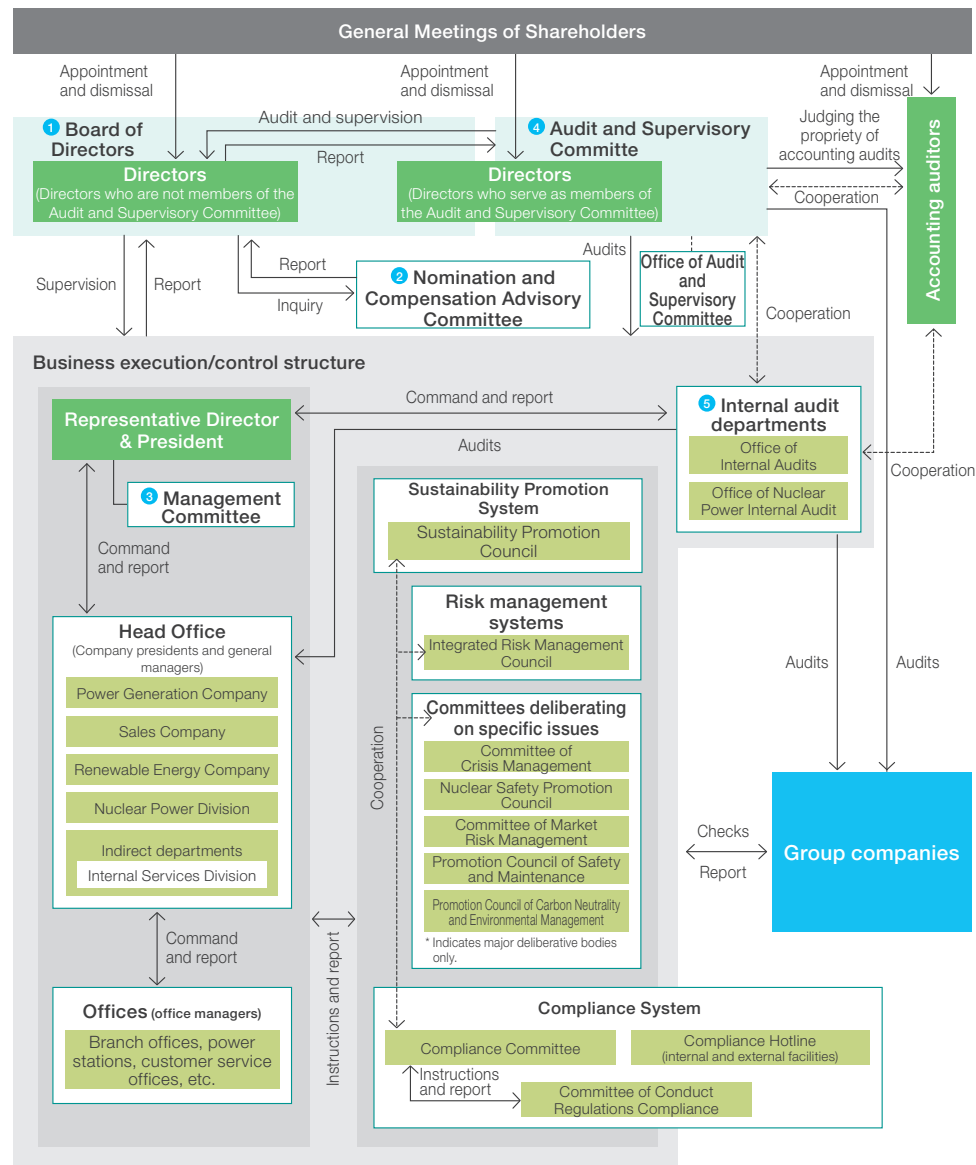 General Meetings of Shareholders
Appointment
and dismissal
Appointment
and dismissal
Appointment
and dismissal
1 Board of
Directors
Audit and supervision
Report
4 Audit and Supervisory
Committe
Judging the
propriety of
accounting audits
Directors
(Directors who are not members of the
Audit and Supervisory Committee)
Directors
(Directors who serve as members of
the Audit and Supervisory Committee)
Cooperation
Accounting auditors
Supervision
Report
Report
Inquiry
2 Nomination and
Compensation Advisory
Committee
Audits
Office of Audit
and
Supervisory
Committee
Cooperation
Business execution/control structure
Representative Director
& President
Command and report
Audits
5 Internal audit
departments
Office of
Internal Audits
Office of Nuclear
Power Internal Audit
Cooperation
3 Management
Committee
Command
and report
Sustainability Promotion
System
Sustainability Promotion
Council
Risk management
systems
Integrated Risk Management
Council
Head Office
(Company presidents and general
managers)
Power Generation Company
Sales Company
Renewable Energy Company
Nuclear Power Division
Indirect departments
Internal Services Division
Cooperation
Committees deliberating
on specific issues
Committee of
Crisis Management
Nuclear Safety Promotion
Council
Committee of Market
Risk Management
Promotion Council of Safety
and Maintenance
Promotion Council of Carbon Neutrality
and Environmental Management
* Indicates major deliberative bodies
only.
Audits
Audits
Checks
Report
Group companies
Command
and report
Instructions and report
Offices (office managers)
Branch offices, power
stations, customer service
offices, etc.
Compliance System
Compliance Committee
Compliance Hotline
(internal and external facilities)
Instructions
and report
Committee of Conduct
Regulations Compliance